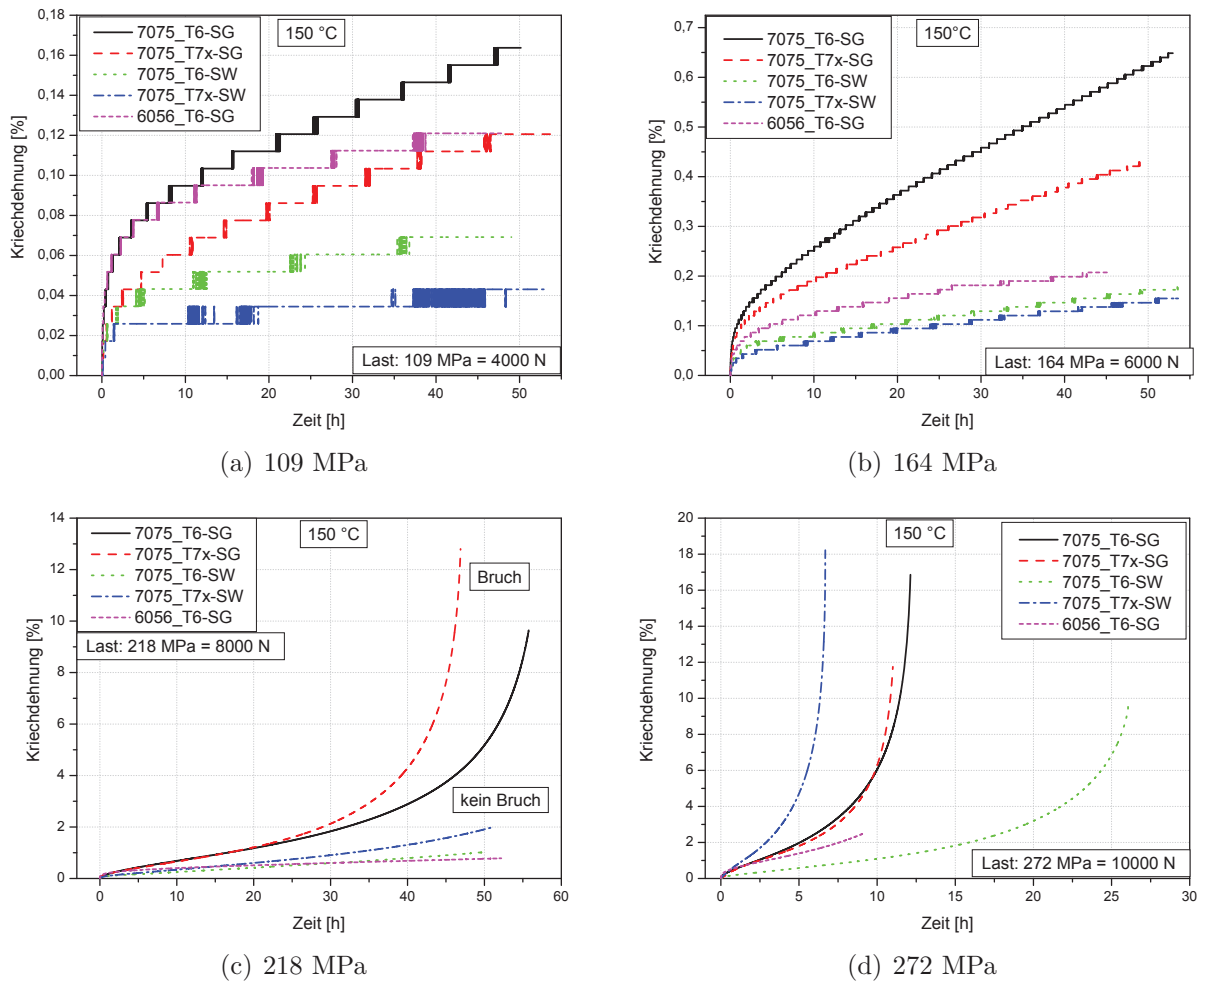 150 °C
7075_T6-SG
7075_T7x-SG
7075_T6-SW
7075_T7x-SW
6056_T6-SG
Kriechdehnung [%]
0,18
0,16
0,14
0,12
0,10
0,08
0,06
0,04
0,02
0,00
Last: 109 MPa = 4000 N
0 10 20 30 40 50
Zeit [h]
(a) 109 MPa
150°C
7075_T6-SG
7075_T7x-SG
7075_T6-SW
7075_T7x-SW
6056_T6-SG
Kriechdehnung [%]
0,7
0,6
0,5
0,4
0,3
0,2
0,1
0,0
Last: 164 MPa = 6000 N
0 10 20 30 40 50
Zeit [h]
(b) 164 MPa
150 °C
7075_T6-SG
7075_T7x-SG
7075_T6-SW
7075_T7x-SW
6056_T6-SG
Last: 218 MPa = 8000 N
Bruch
kein Bruch
Kriechdehnung [%]
14
12
10
8
6
4
2
0
0 10 20 30 40 50 60
Zeit [h]
(c) 218 MPa
150 °C
7075_T6-SG
7075_T7x-SG
7075_T6-SW
7075_T7x-SW
6056_T6-SG
Kriechdehnung [%]
20
18
16
14
12
10
8
6
4
2
0
Last: 272 MPa = 10000 N
0 5 10 15 20 25 30
Zeit [h]
(d) 272 MPa